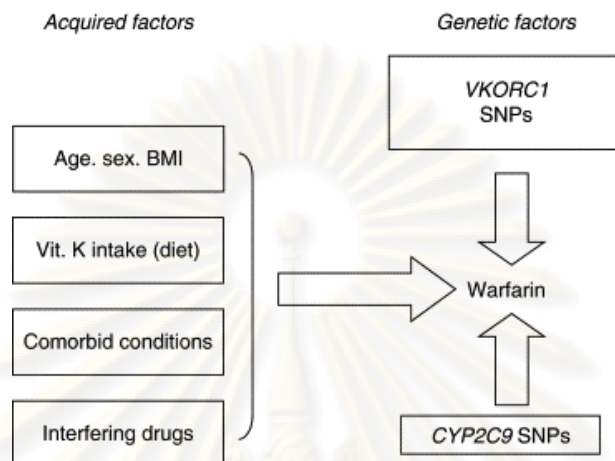 Acquired factors
Genetic factors
VKORC1
SNPs
Age. sex. BMI
Vit. K intake (diet)
Warfarin
Comorbid conditions
Interfering drugs
CYP2C9 SNPs